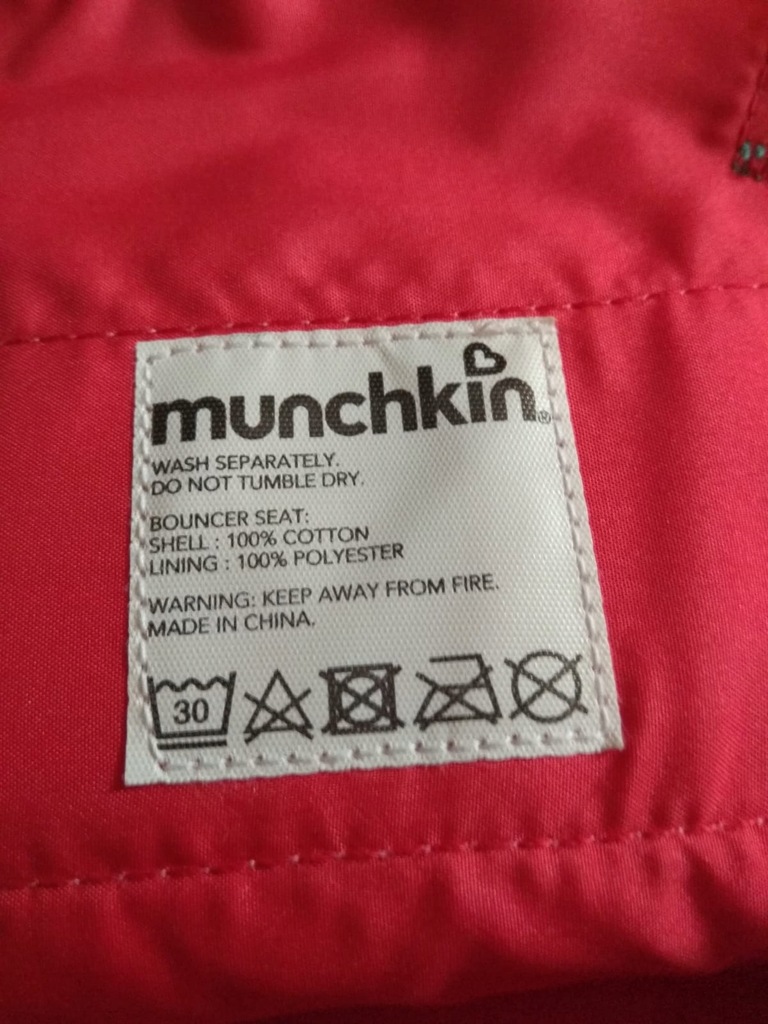 munchkin®
WASH SEPARATELY.
DO NOT TUMBLE DRY.
BOUNCER SEAT:
SHELL : 100% COTTON
LINING : 100% POLYESTER
WARNING: KEEP AWAY FROM FIRE.
MADE IN CHINA.
30